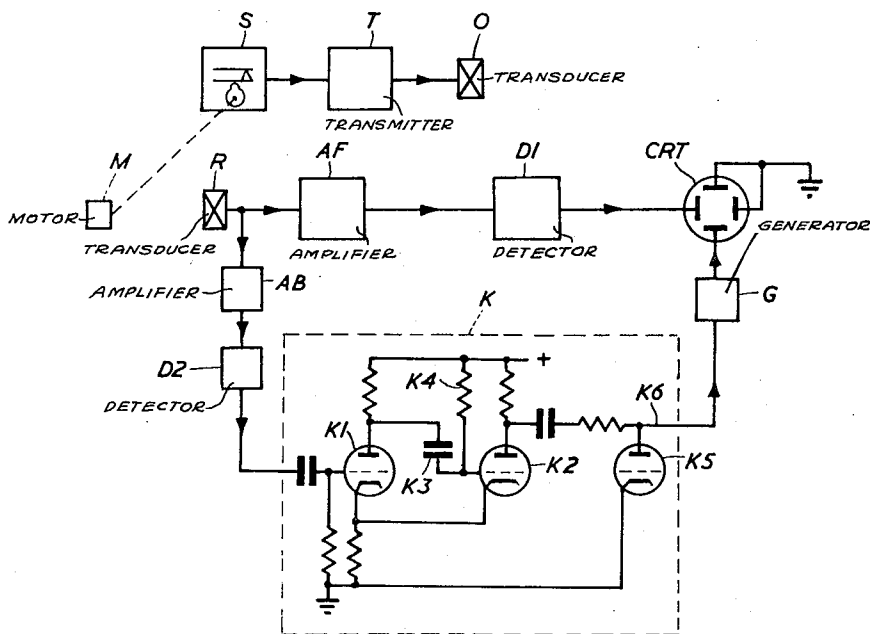 S
T
O
TRANSDUCER
TRANSMITTER
M
R
AF
D1
CRT
MOTOR
TRANSDUCER
AMPLIFIER
DETECTOR
GENERATOR
G
AMPLIFIER
AB
K
D2
DETECTOR
K4
+
K6
K1
K3
K2
K5